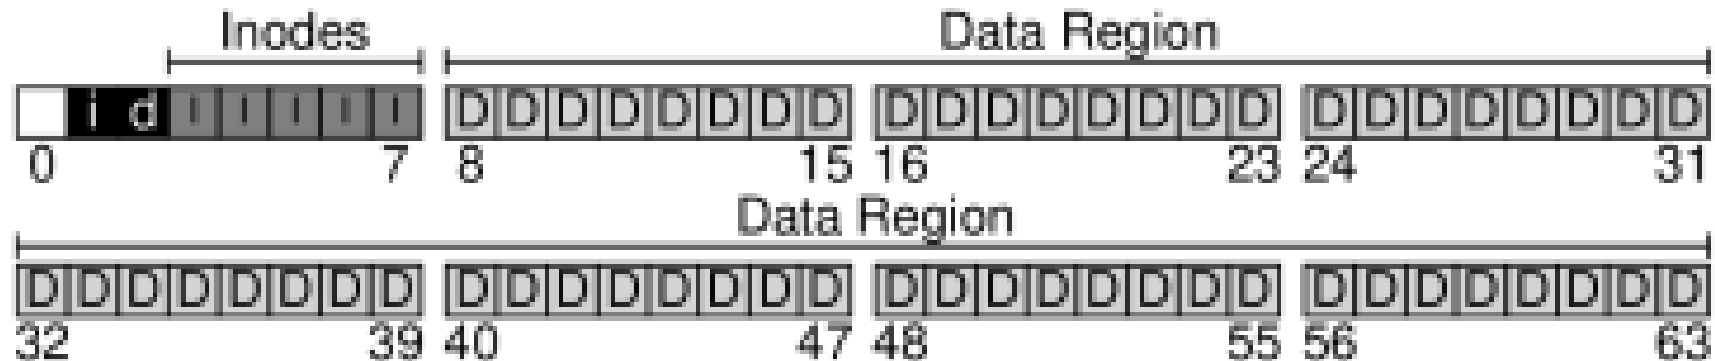 Inodes Data Region
i d I I I I I D D D D D D D D D D D D D D D D D D D D D D D D
0 7 8 15 16 23 24 31
Data Region
D D D D D D D D D D D D D D D D D D D D D D D D D D D D D D D D
32 39 40 47 48 55 56 63